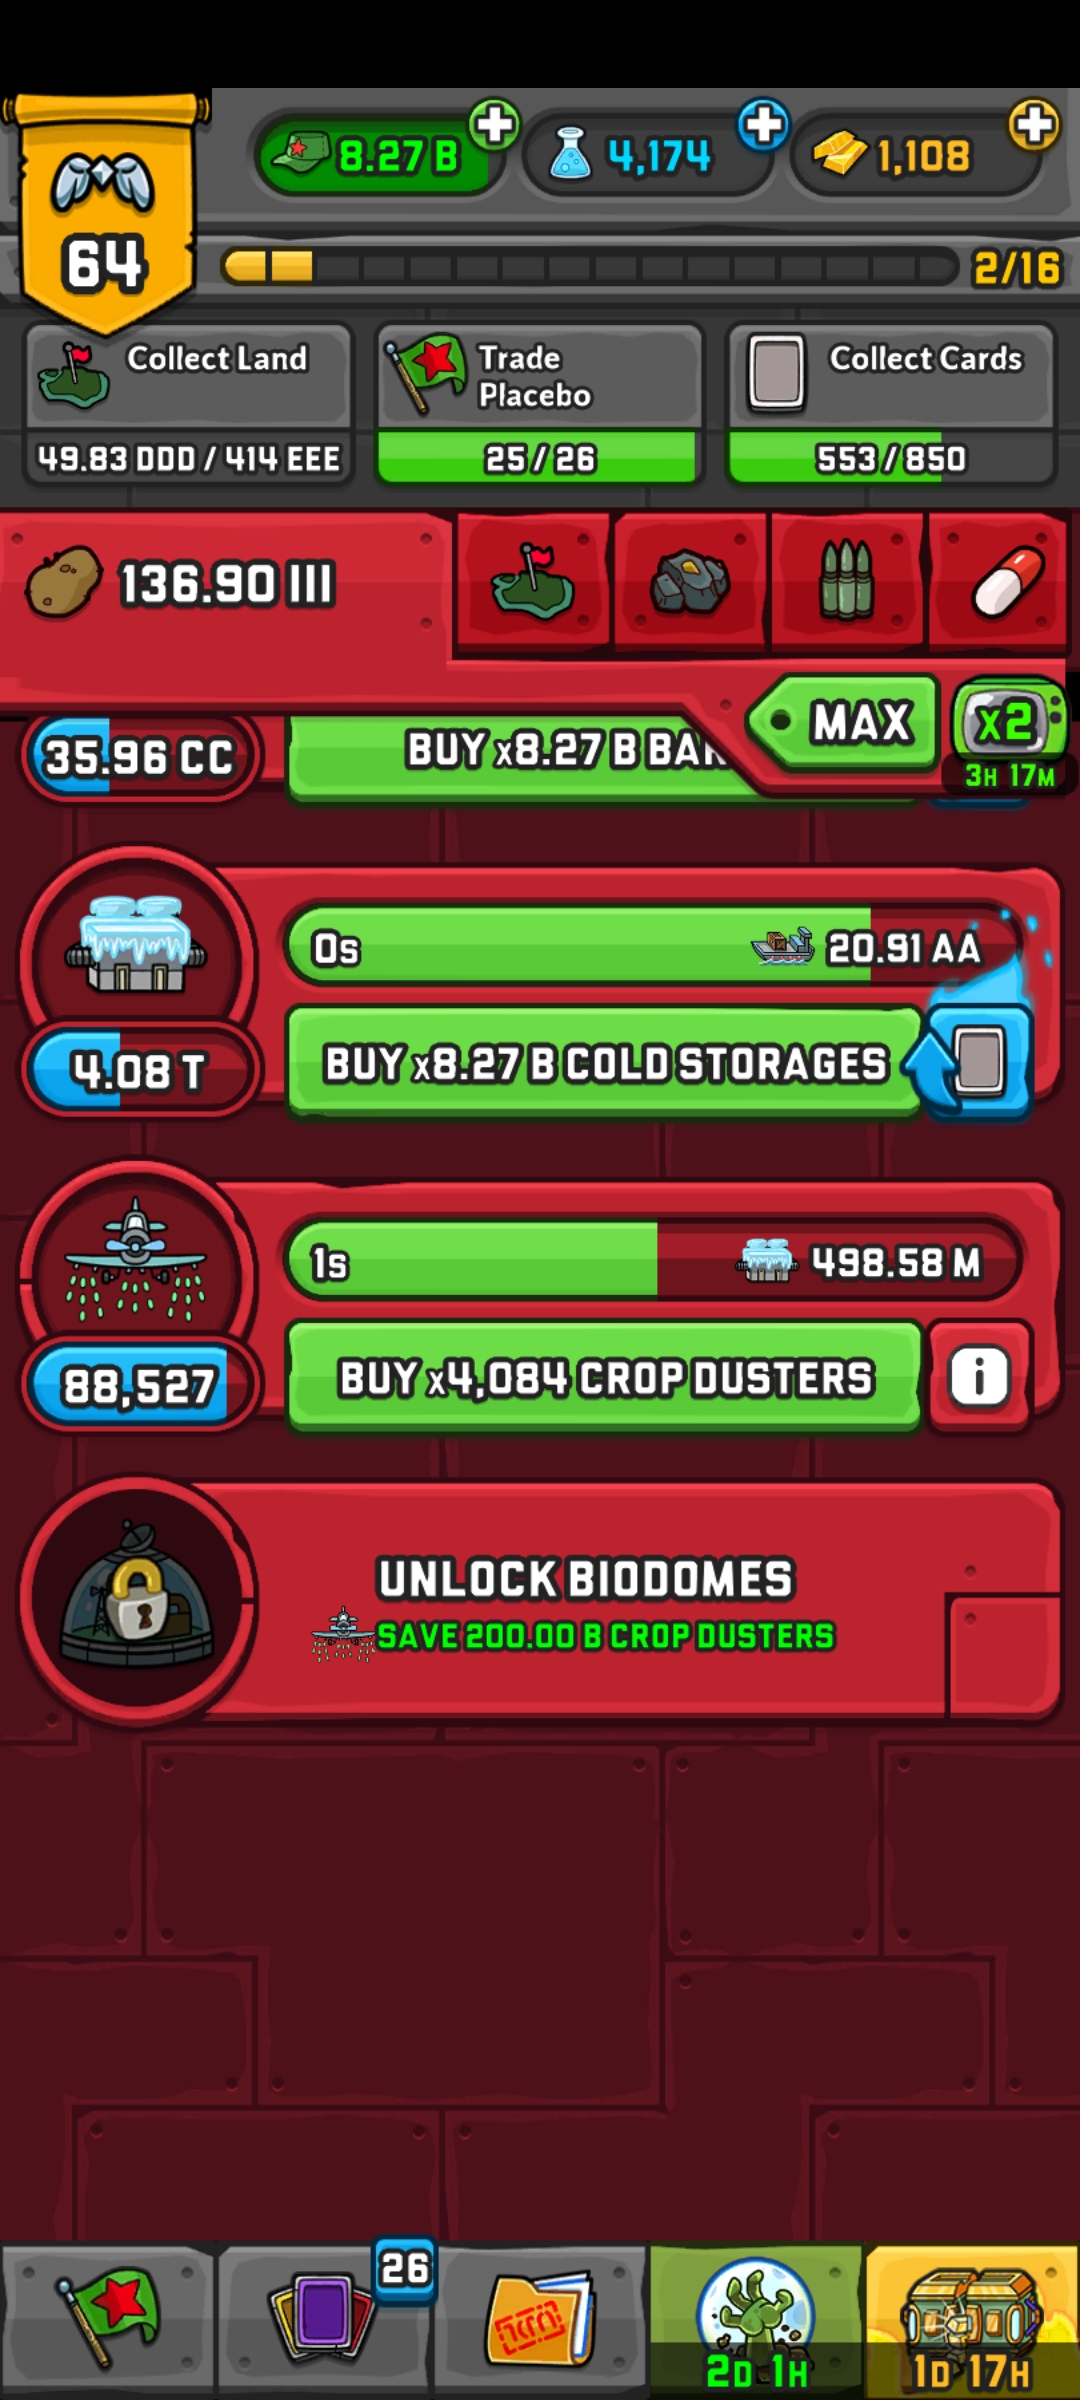 8.27 B
4,174
1,108
64
2/16
Collect Land
49.83 DDD / 414 EEE
Trade
Placebo
25 / 26
Collect Cards
553 / 850
136.90 III
MAX
x2
3H 17M
35.96 CC
BUY x8.27 B
0s
20.91 AA
4.08 T
BUY x8.27 B COLD STORAGES
1s
498.58 M
88,527
BUY x4,084 CROP DUSTERS
i
UNLOCK BIODOMES
SAVE 200.00 B CROP DUSTERS
26
2D 1H
1D 17H